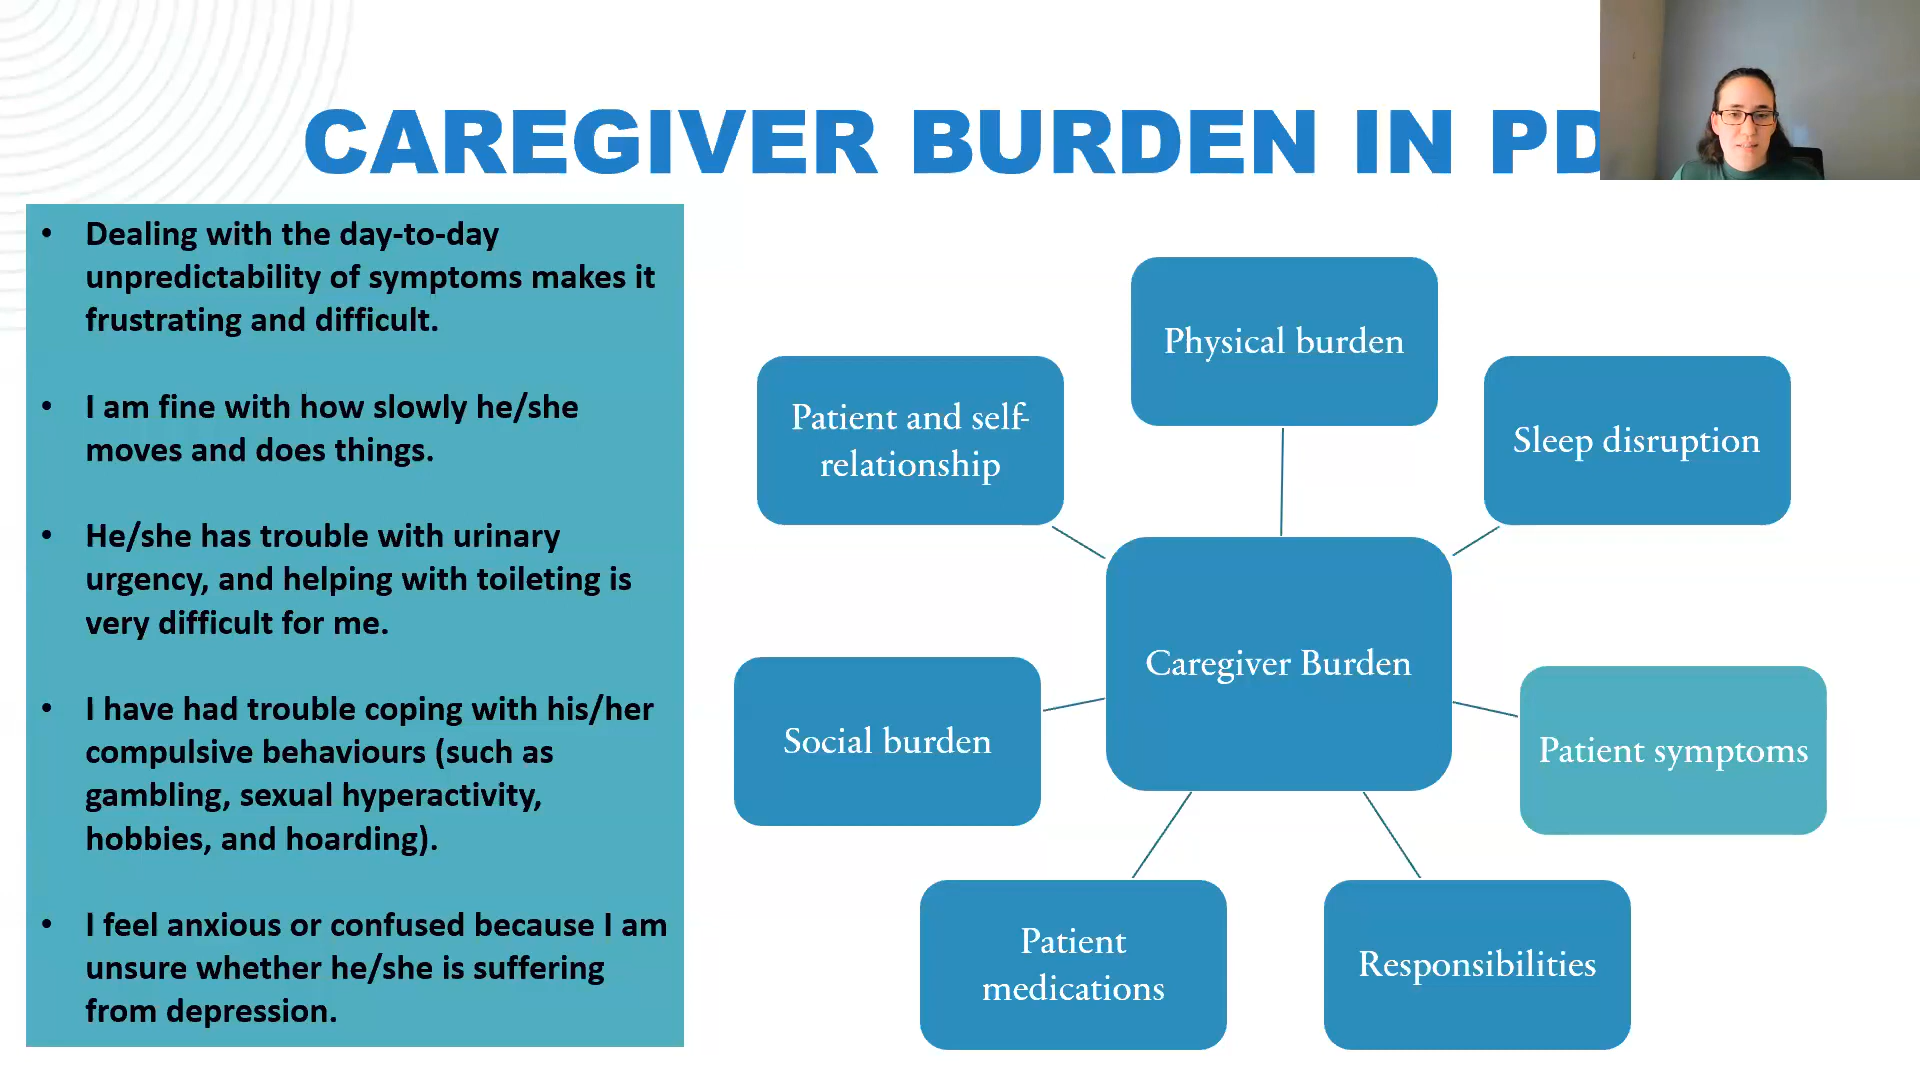 CAREGIVER BURDEN IN PD
• Dealing with the day-to-day
unpredictability of symptoms makes it
frustrating and difficult.
• I am fine with how slowly he/she
moves and does things.
• He/she has trouble with urinary
urgency, and helping with toileting is
very difficult for me.
• I have had trouble coping with his/her
compulsive behaviours (such as
gambling, sexual hyperactivity,
hobbies, and hoarding).
• I feel anxious or confused because I am
unsure whether he/she is suffering
from depression.
Physical burden
Patient and self-
relationship
Sleep disruption
Caregiver Burden
Social burden
Patient symptoms
Patient
medications
Responsibilities